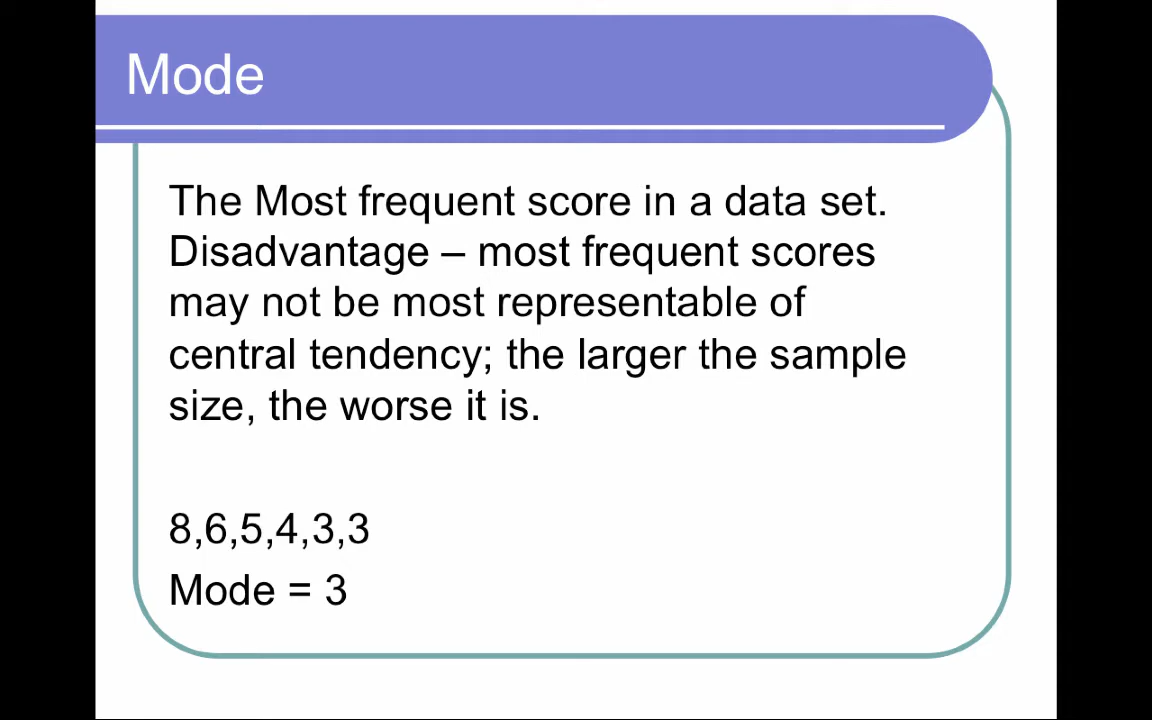 Mode
The Most frequent score in a data set.
Disadvantage – most frequent scores
may not be most representable of
central tendency; the larger the sample
size, the worse it is.
8,6,5,4,3,3
Mode = 3